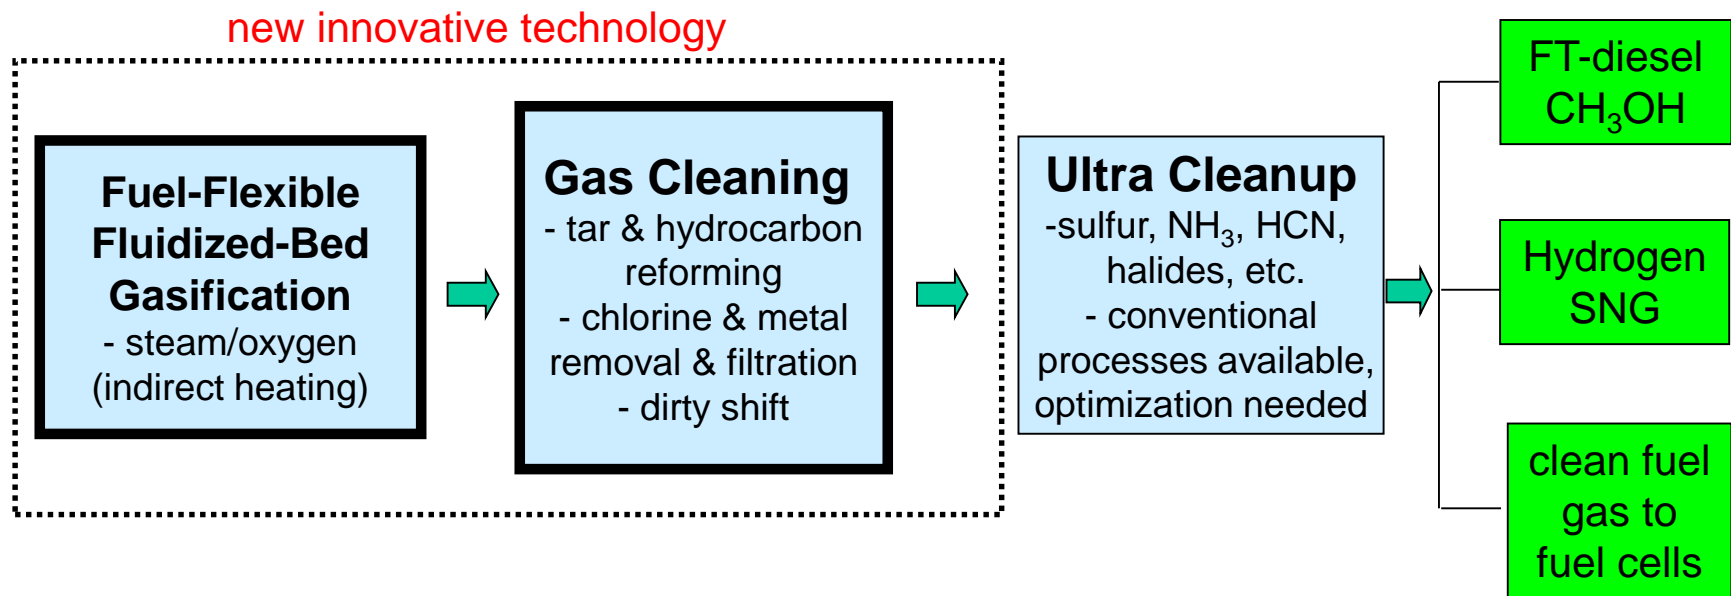 new innovative technology
Fuel-Flexible
Fluidized-Bed
Gasification
- steam/oxygen
(indirect heating)
Gas Cleaning
- tar & hydrocarbon
reforming
- chlorine & metal
removal & filtration
- dirty shift
Ultra Cleanup
-sulfur, NH₃, HCN,
halides, etc.
- conventional
processes available,
optimization needed
FT-diesel
CH₃OH
Hydrogen
SNG
clean fuel
gas to
fuel cells